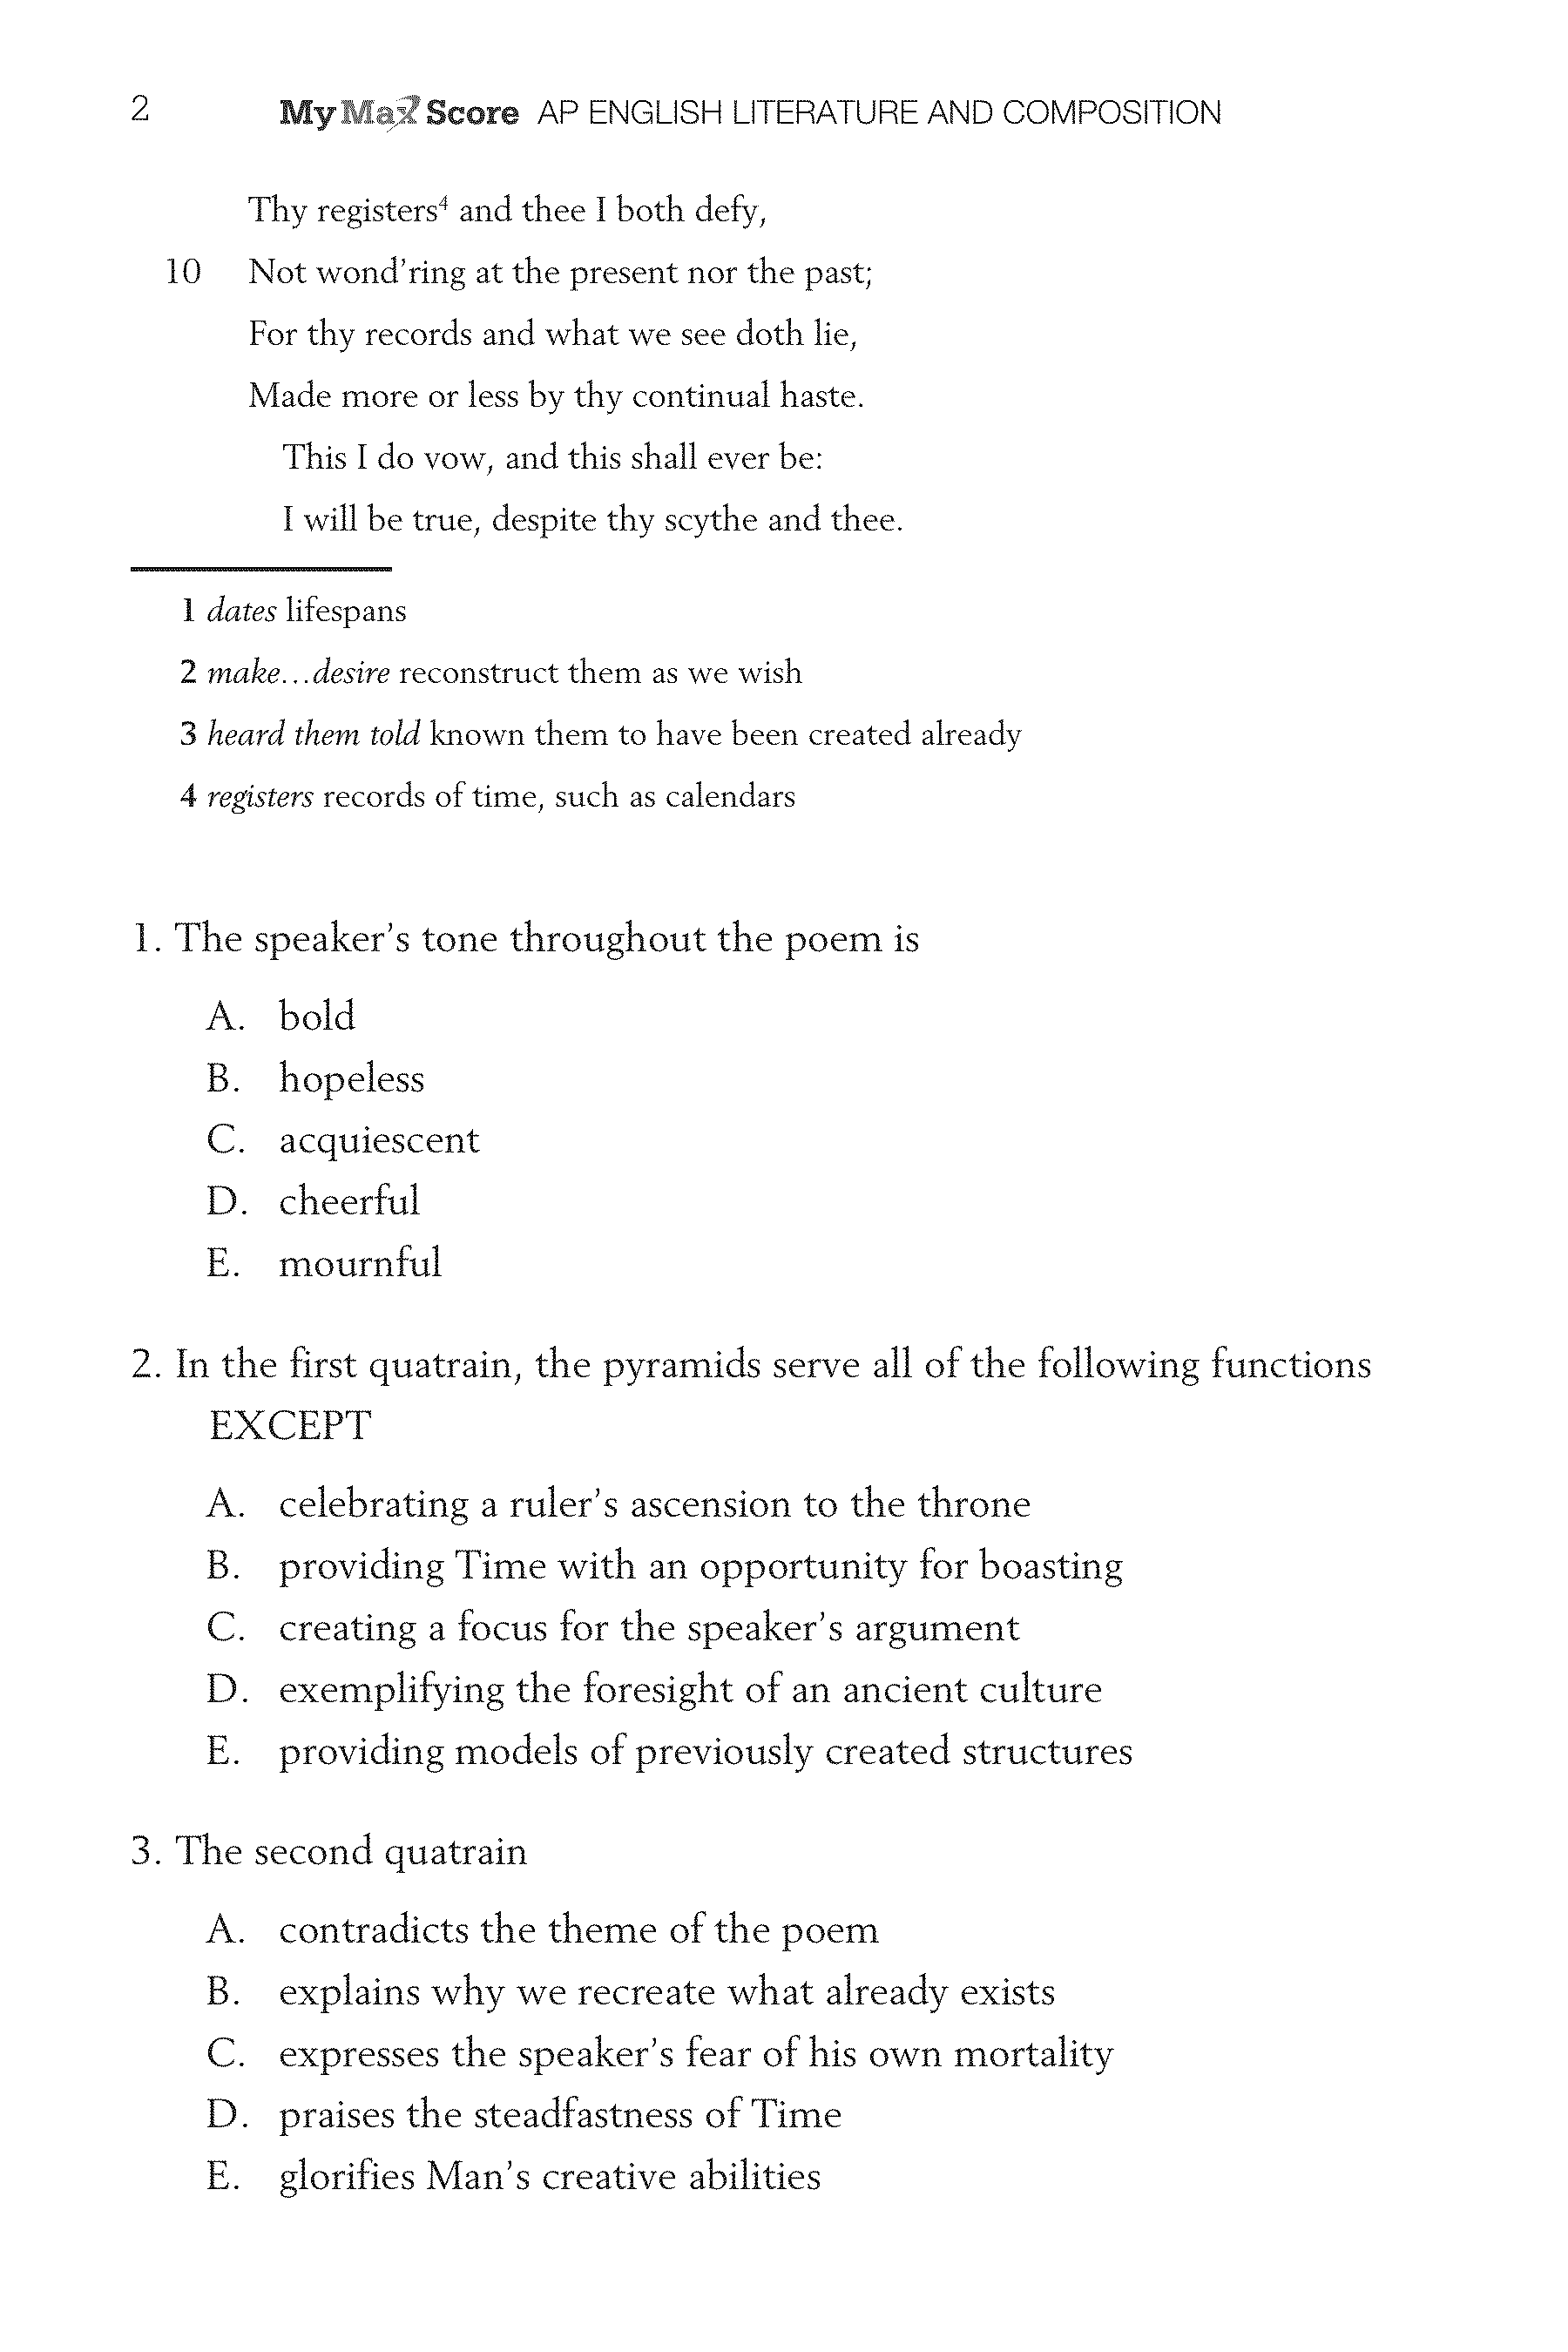 2 MyMaxScore AP ENGLISH LITERATURE AND COMPOSITION
Thy registers⁴ and thee I both defy,
10 Not wond’ring at the present nor the past;
For thy records and what we see doth lie,
Made more or less by thy continual haste.
This I do vow, and this shall ever be:
I will be true, despite thy scythe and thee.
1 dates lifespans
2 make…desire reconstruct them as we wish
3 heard them told known them to have been created already
4 registers records of time, such as calendars
1. The speaker’s tone throughout the poem is
A. bold
B. hopeless
C. acquiescent
D. cheerful
E. mournful
2. In the first quatrain, the pyramids serve all of the following functions
EXCEPT
A. celebrating a ruler’s ascension to the throne
B. providing Time with an opportunity for boasting
C. creating a focus for the speaker’s argument
D. exemplifying the foresight of an ancient culture
E. providing models of previously created structures
3. The second quatrain
A. contradicts the theme of the poem
B. explains why we recreate what already exists
C. expresses the speaker’s fear of his own mortality
D. praises the steadfastness of Time
E. glorifies Man’s creative abilities